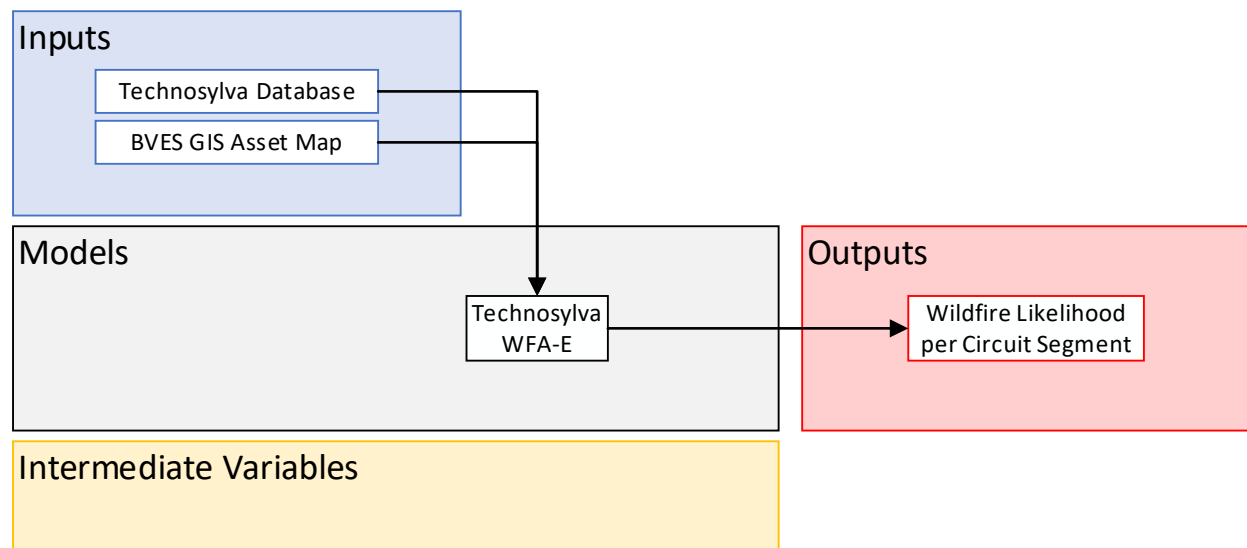 Inputs
Technosylva Database
BVES GIS Asset Map
Models
Technosylva
WFA-E
Outputs
Wildfire Likelihood
per Circuit Segment
Intermediate Variables